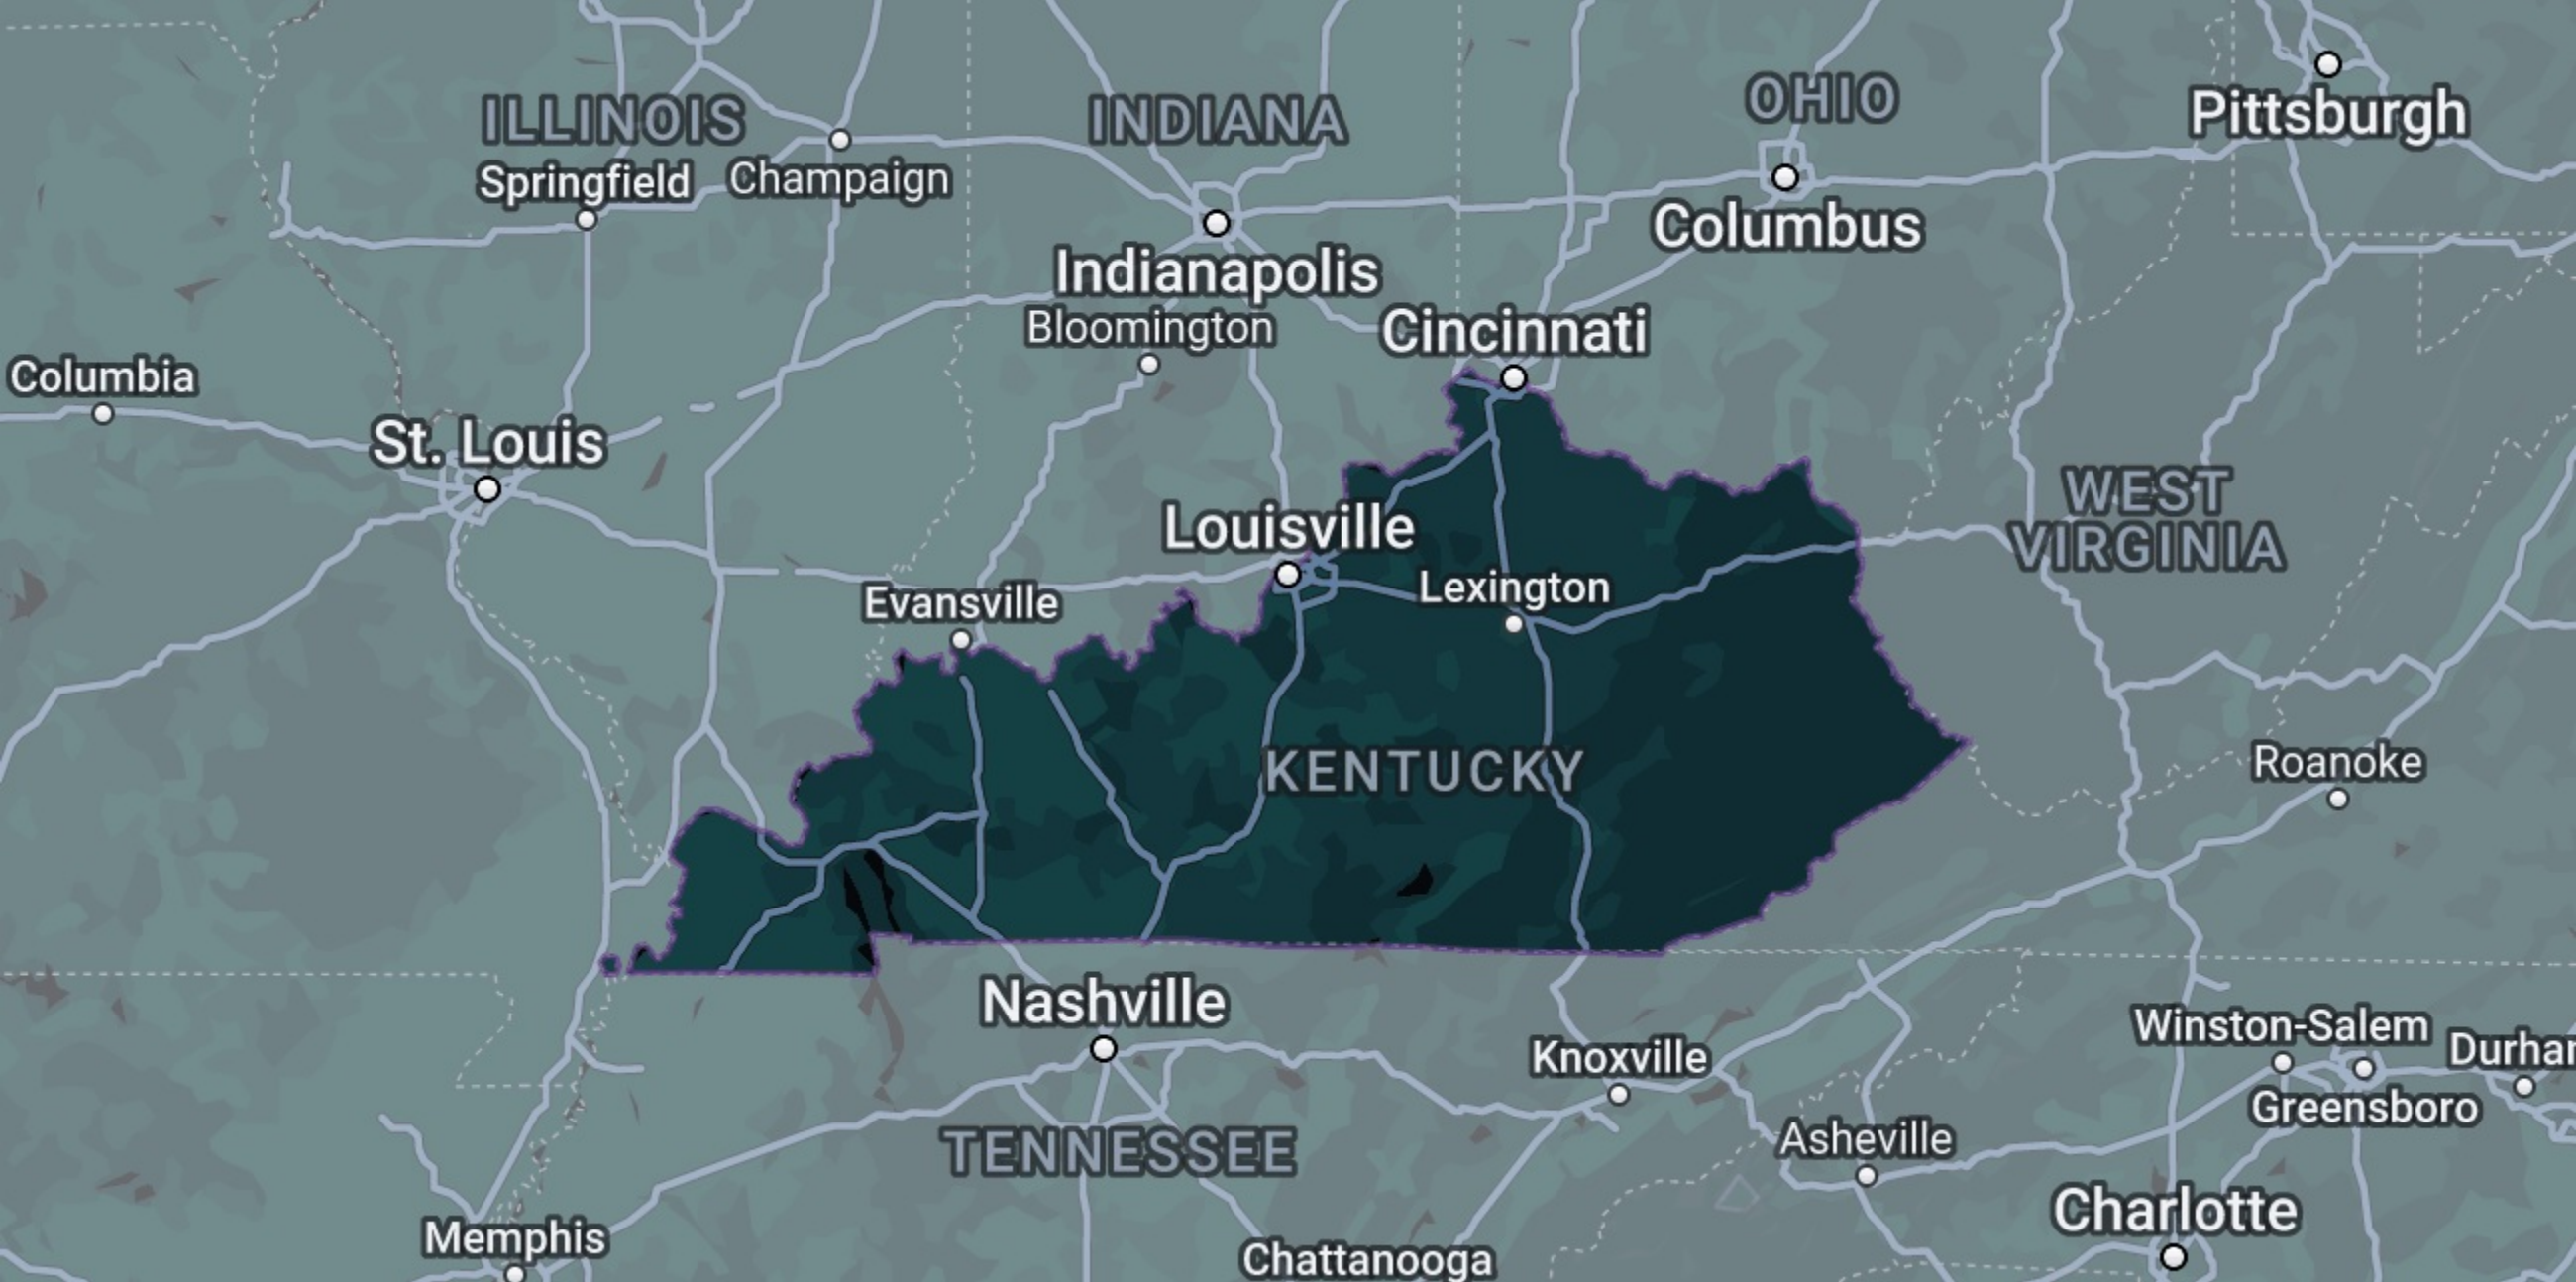 OHIO
Pittsburgh
ILLINOIS
INDIANA
Springfield
Champaign
Columbus
Indianapolis
Bloomington
Cincinnati
Columbia
St. Louis
WEST
VIRGINIA
Louisville
Lexington
Evansville
KENTUCKY
Roanoke
Nashville
Winston-Salem
Knoxville
Durhar
Greensboro
TENNESSEE
Asheville
Charlotte
Memphis
Chattanooga